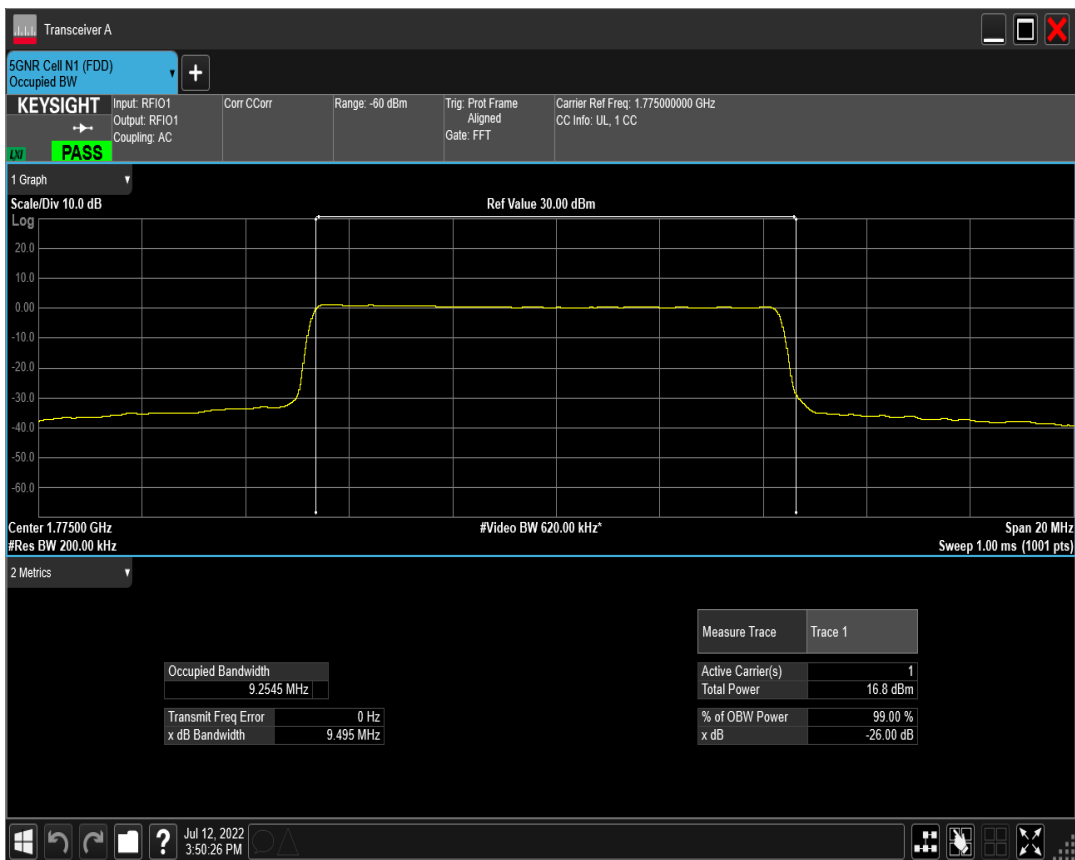 Transceiver A
5GNR Cell N1 (FDD)
Occupied BW
+
KEYSIGHT
LXI
PASS
Input: RFIO1
Output: RFIO1
Coupling: AC
Corr CCorr
Range: -60 dBm
Trig: Prot Frame
Aligned
Gate: FFT
Carrier Ref Freq: 1.775000000 GHz
CC Info: UL, 1 CC
1 Graph
Scale/Div 10.0 dB
Ref Value 30.00 dBm
Log
20.0
10.0
0.00
-10.0
-20.0
-30.0
-40.0
-50.0
-60.0
Center 1.77500 GHz
#Video BW 620.00 kHz*
Span 20 MHz
#Res BW 200.00 kHz
Sweep 1.00 ms (1001 pts)
2 Metrics
Measure Trace Trace 1
Occupied Bandwidth
9.2545 MHz
Active Carrier(s) 1
Total Power 16.8 dBm
Transmit Freq Error 0 Hz
x dB Bandwidth 9.495 MHz
% of OBW Power 99.00 %
x dB -26.00 dB
?
Jul 12, 2022
3:50:26 PM